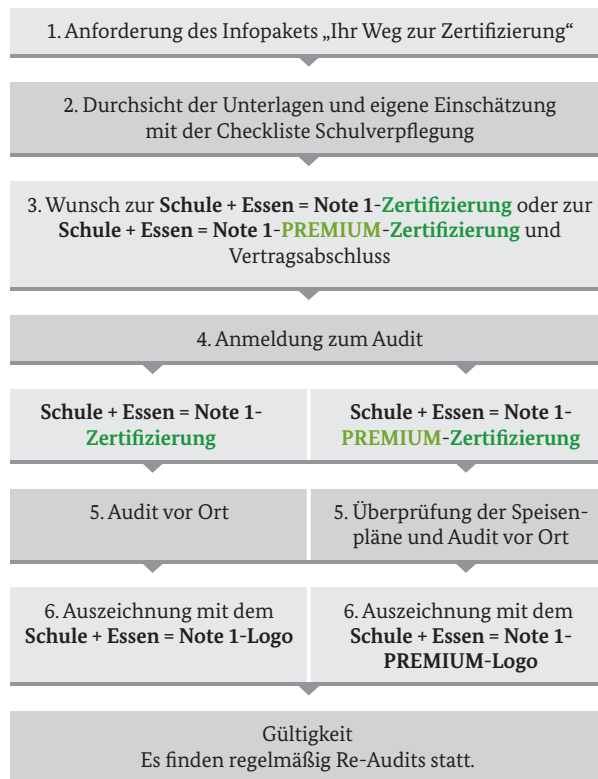 1. Anforderung des Infopakets „Ihr Weg zur Zertifizierung“
2. Durchsicht der Unterlagen und eigene Einschätzung
mit der Checkliste Schulverpflegung
3. Wunsch zur Schule + Essen = Note 1-Zertifizierung oder zur
Schule + Essen = Note 1-PREMIUM-Zertifizierung und
Vertragsabschluss
4. Anmeldung zum Audit
Schule + Essen = Note 1-
Zertifizierung
Schule + Essen = Note 1-
PREMIUM-Zertifizierung
5. Audit vor Ort
5. Überprüfung der Speisen-
pläne und Audit vor Ort
6. Auszeichnung mit dem
Schule + Essen = Note 1-Logo
6. Auszeichnung mit dem
Schule + Essen = Note 1-
PREMIUM-Logo
Gültigkeit
Es finden regelmäßig Re-Audits statt.